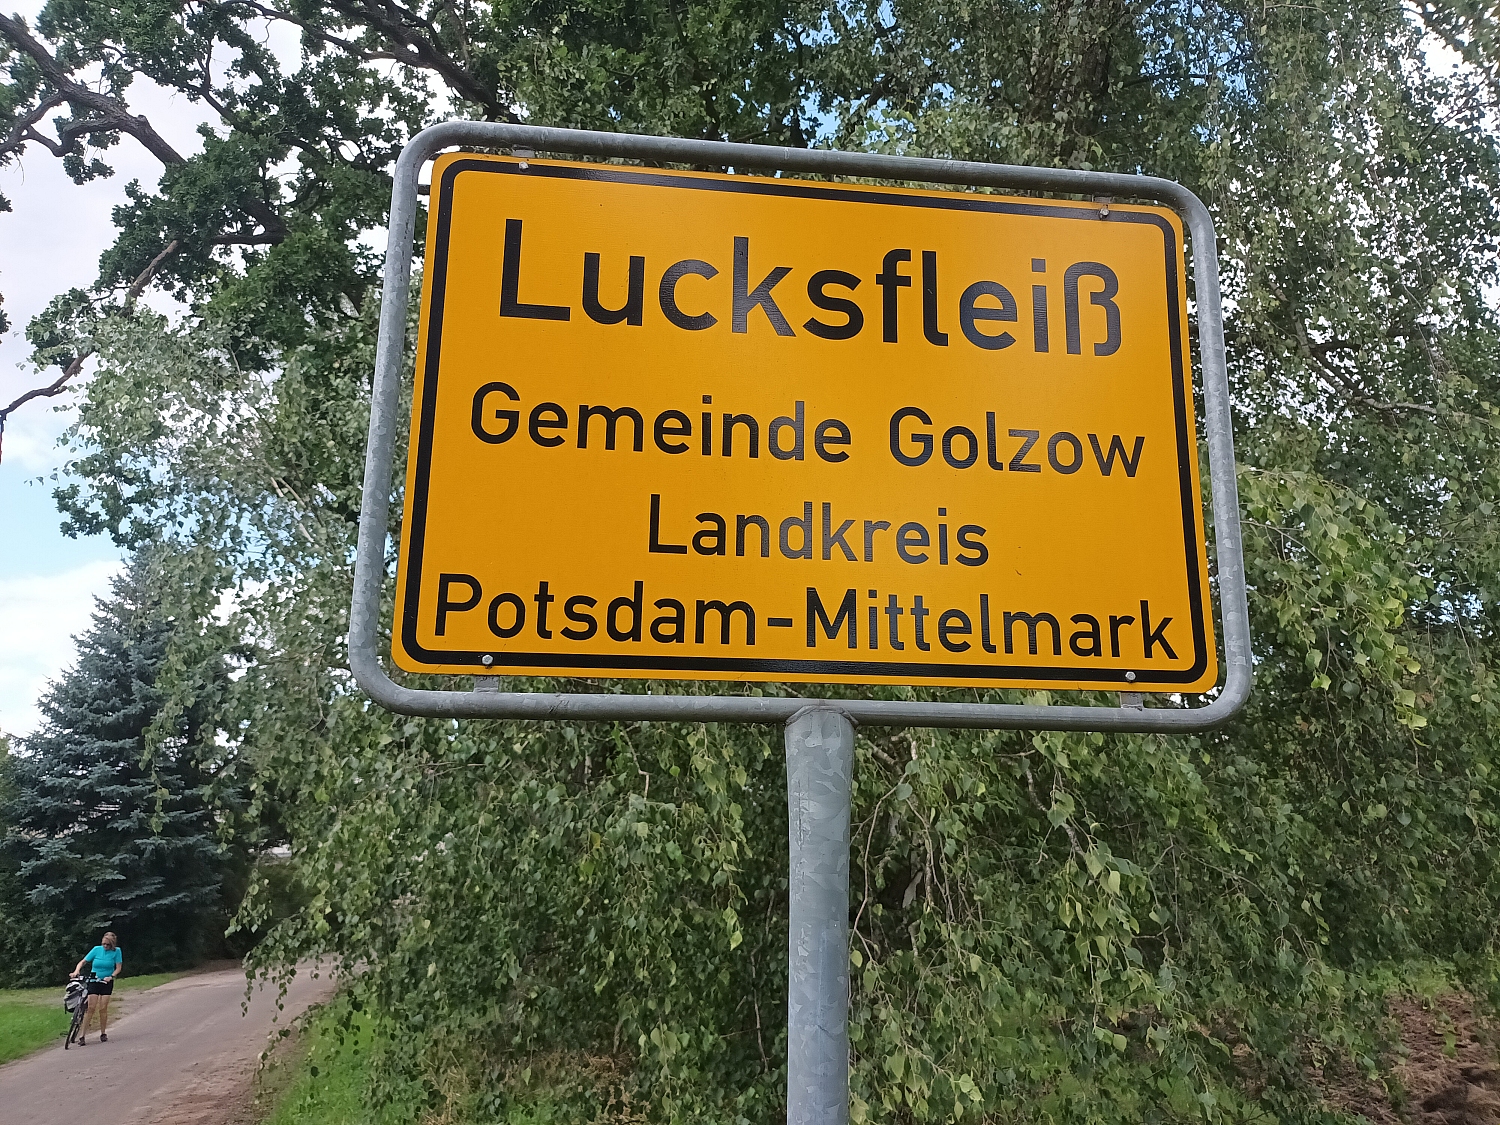 Lucksfleiß
Gemeinde Golzow
Landkreis
Potsdam-Mittelmark